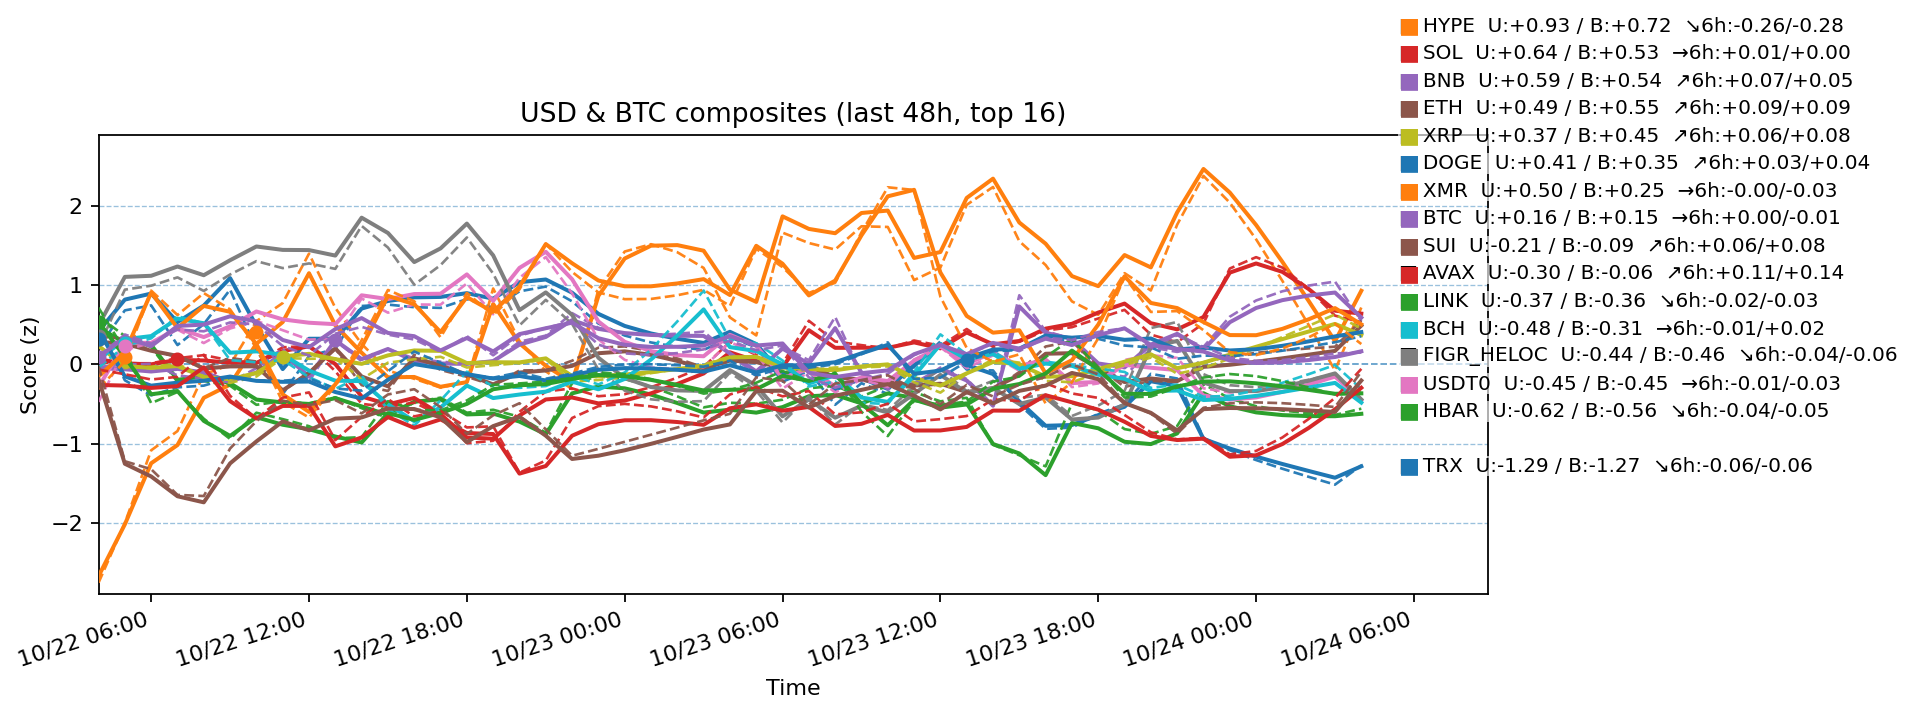 HYPE  U:+0.93 / B:+0.72  ↘6h:-0.26/-0.28
SOL  U:+0.64 / B:+0.53  →6h:+0.01/+0.00
BNB  U:+0.59 / B:+0.54  ↗6h:+0.07/+0.05
ETH  U:+0.49 / B:+0.55  ↗6h:+0.09/+0.09
XRP  U:+0.37 / B:+0.45  ↗6h:+0.06/+0.08
DOGE  U:+0.41 / B:+0.35  ↗6h:+0.03/+0.04
XMR  U:+0.50 / B:+0.25  →6h:-0.00/-0.03
BTC  U:+0.16 / B:+0.15  →6h:+0.00/-0.01
SUI  U:-0.21 / B:-0.09  ↗6h:+0.06/+0.08
AVAX  U:-0.30 / B:-0.06  ↗6h:+0.11/+0.14
LINK  U:-0.37 / B:-0.36  ↘6h:-0.02/-0.03
BCH  U:-0.48 / B:-0.31  →6h:-0.01/+0.02
FIGR_HELOC  U:-0.44 / B:-0.46  ↘6h:-0.04/-0.06
USDT0  U:-0.45 / B:-0.45  →6h:-0.01/-0.03
HBAR  U:-0.62 / B:-0.56  ↘6h:-0.04/-0.05
TRX  U:-1.29 / B:-1.27  ↘6h:-0.06/-0.06
USD & BTC composites (last 48h, top 16)
Score (z)
2
1
0
−1
−2
10/22 06:00
10/22 12:00
10/22 18:00
10/23 00:00
10/23 06:00
10/23 12:00
10/23 18:00
10/24 00:00
10/24 06:00
Time